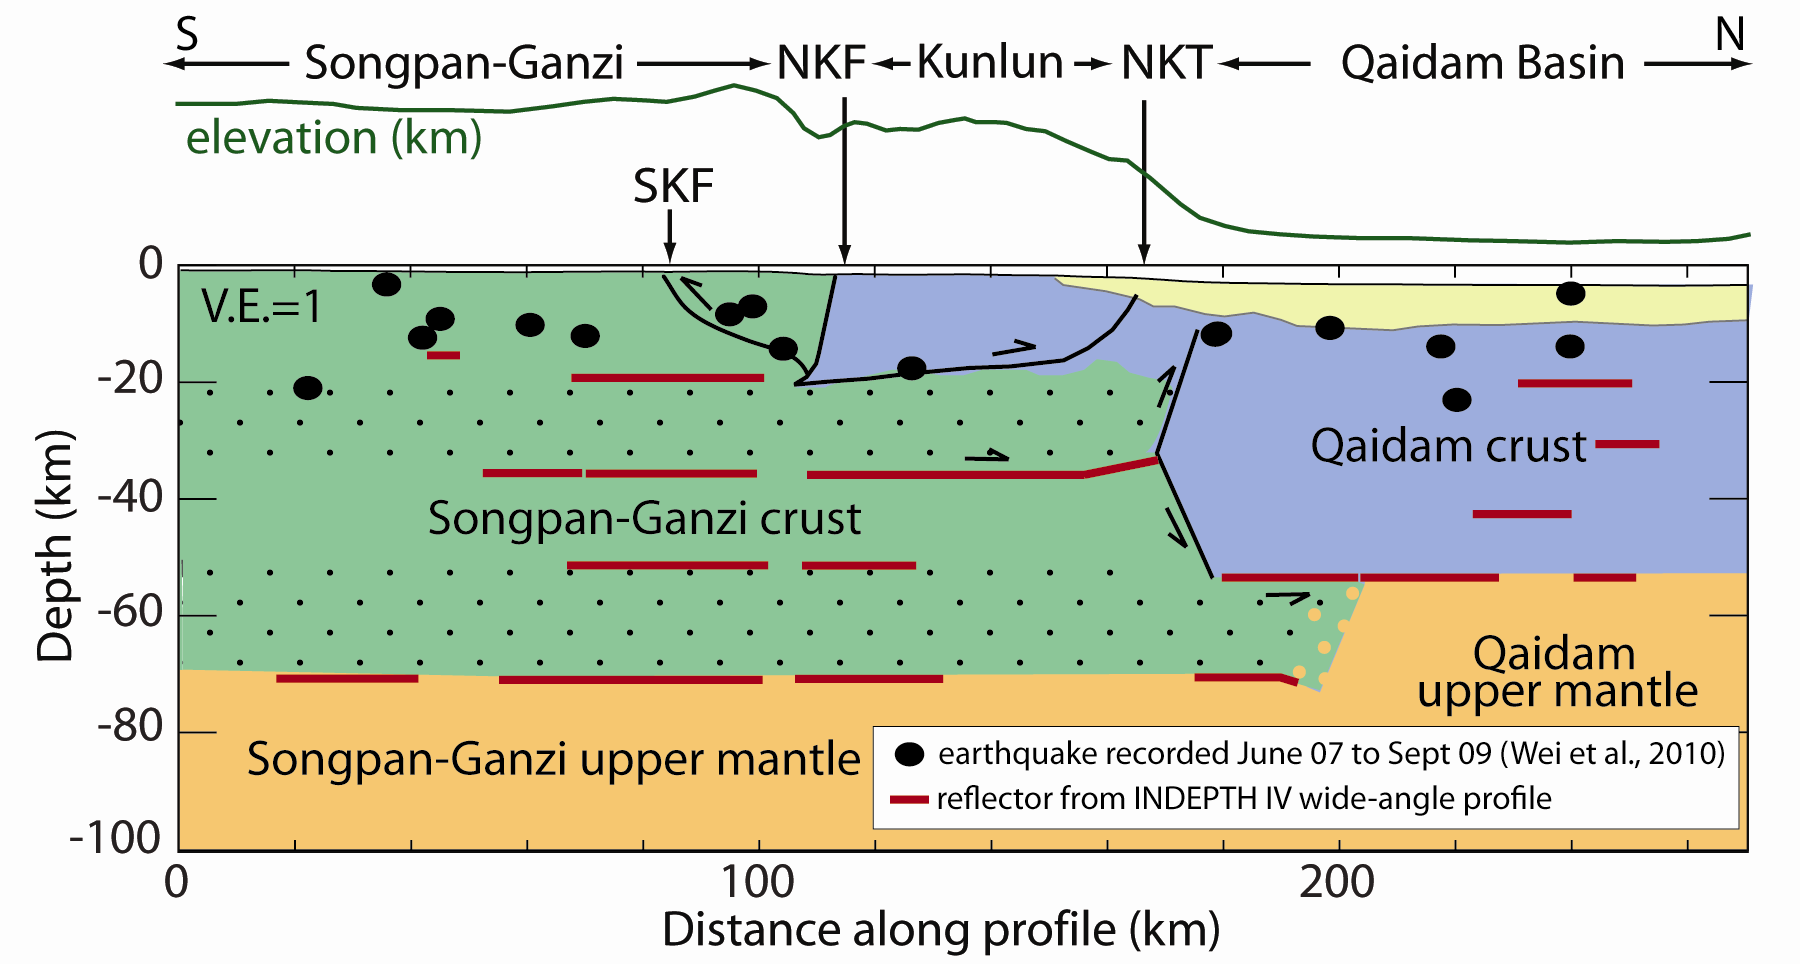 S
N
Songpan-Ganzi
NKF
Kunlun
NKT
Qaidam Basin
elevation (km)
SKF
0
V.E.=1
-20
-40
-60
-80
-100
Depth (km)
Qaidam crust
Songpan-Ganzi crust
Qaidam
upper mantle
Songpan-Ganzi upper mantle
earthquake recorded June 07 to Sept 09 (Wei et al., 2010)
reflector from INDEPTH IV wide-angle profile
0
100
200
Distance along profile (km)